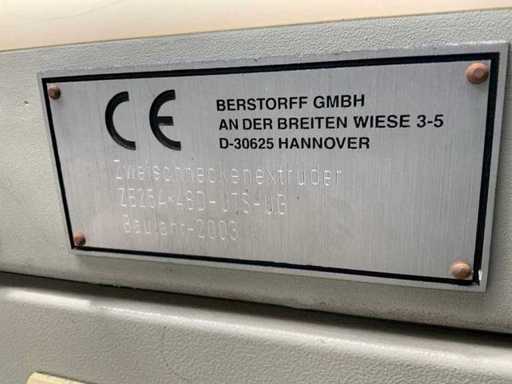 CE
BERSTORFF GMBH
AN DER BREITEN WIESE 3-5
D-30625 HANNOVER
Zweischneckenextruder
Baujahr-2003